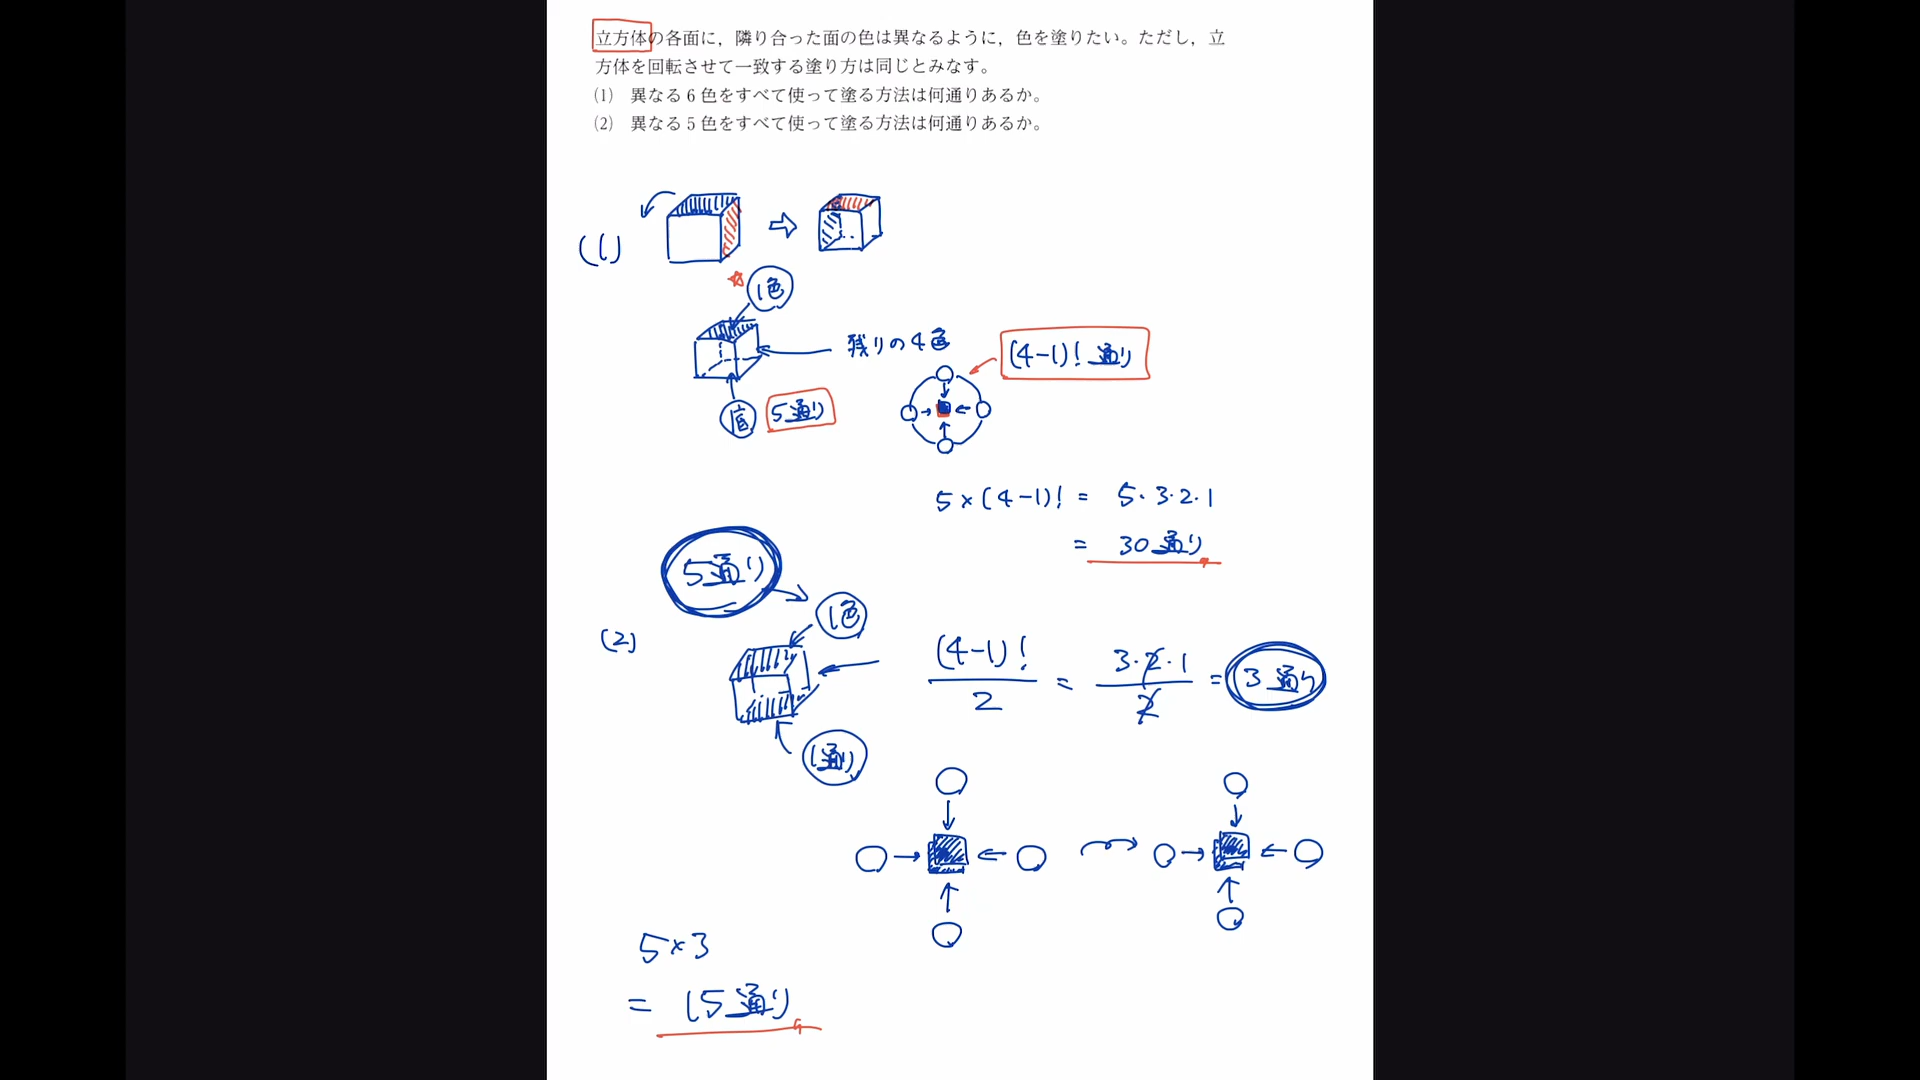 立方体の各面に，隣り合った面の色は異なるように，色を塗りたい。ただし，立
方体を回転させて一致する塗り方は同じとみなす。
(1) 異なる 6 色をすべて使って塗る方法は何通りあるか。
(2) 異なる 5 色をすべて使って塗る方法は何通りあるか。
(1)
1色
残りの4色
(4-1)! 通り
底
5通り
5×(4-1)! = 5・3・2・1
= 30通り
5通り
1色
(2)
(4-1)!/2 = 3・2・1/2 = 3通り
1通り
5×3
= 15通り